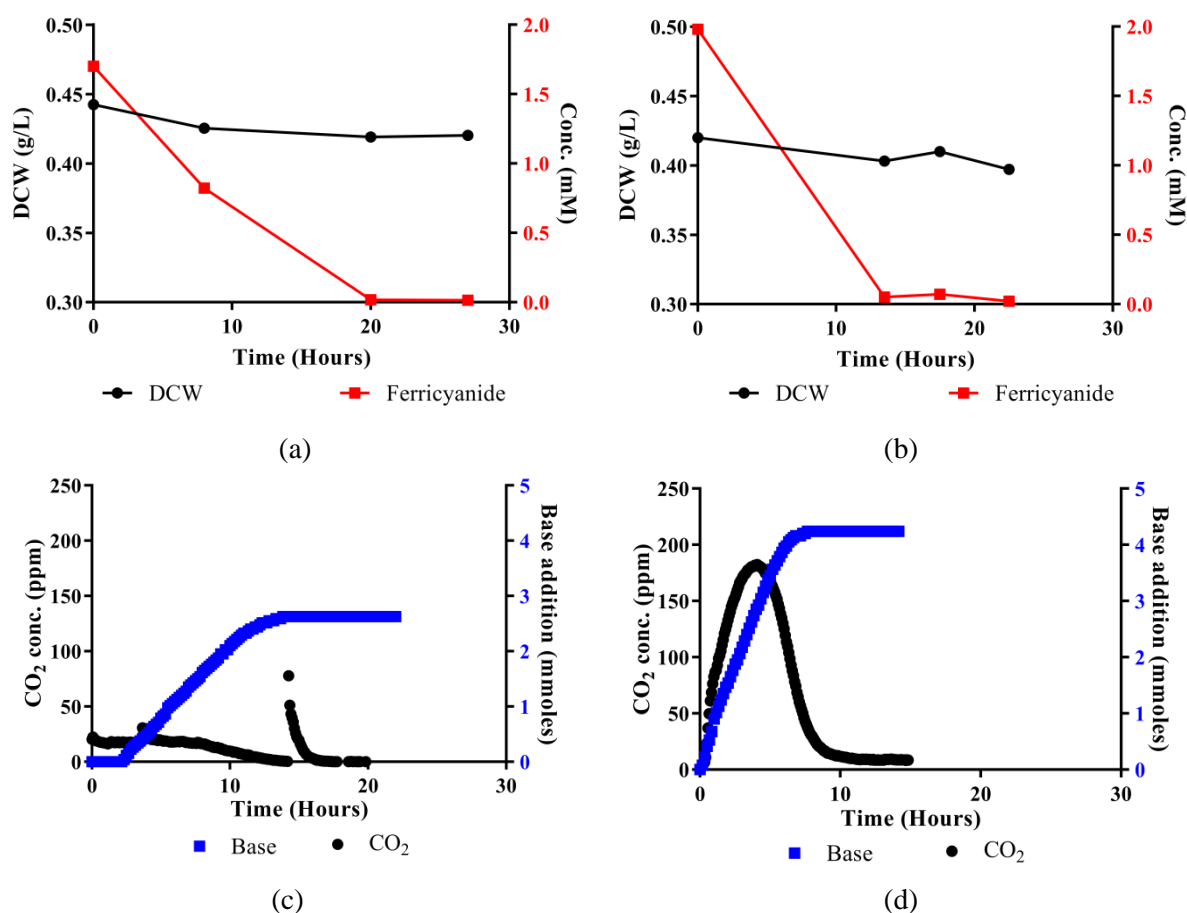 0.50
0.45
0.40
0.35
0.30
DCW (g/L)
2.0
1.5
1.0
0.5
0.0
Conc. (mM)
0 10 20 30
Time (Hours)
DCW Ferricyanide
(a)
0.50
0.45
0.40
0.35
0.30
DCW (g/L)
2.0
1.5
1.0
0.5
0.0
Conc. (mM)
0 10 20 30
Time (Hours)
DCW Ferricyanide
(b)
250
200
150
100
50
0
CO₂ conc. (ppm)
5
4
3
2
1
0
Base addition (mmoles)
0 10 20 30
Time (Hours)
Base CO₂
(c)
250
200
150
100
50
0
CO₂ conc. (ppm)
5
4
3
2
1
0
Base addition (mmoles)
0 10 20 30
Time (Hours)
Base CO₂
(d)